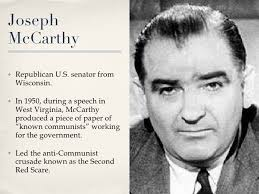 Joseph
McCarthy
Republican U.S. senator from
Wisconsin.
In 1950, during a speech in
West Virginia, McCarthy
produced a piece of paper of
“known communists” working
for the government.
Led the anti-Communist
crusade known as the Second
Red Scare.